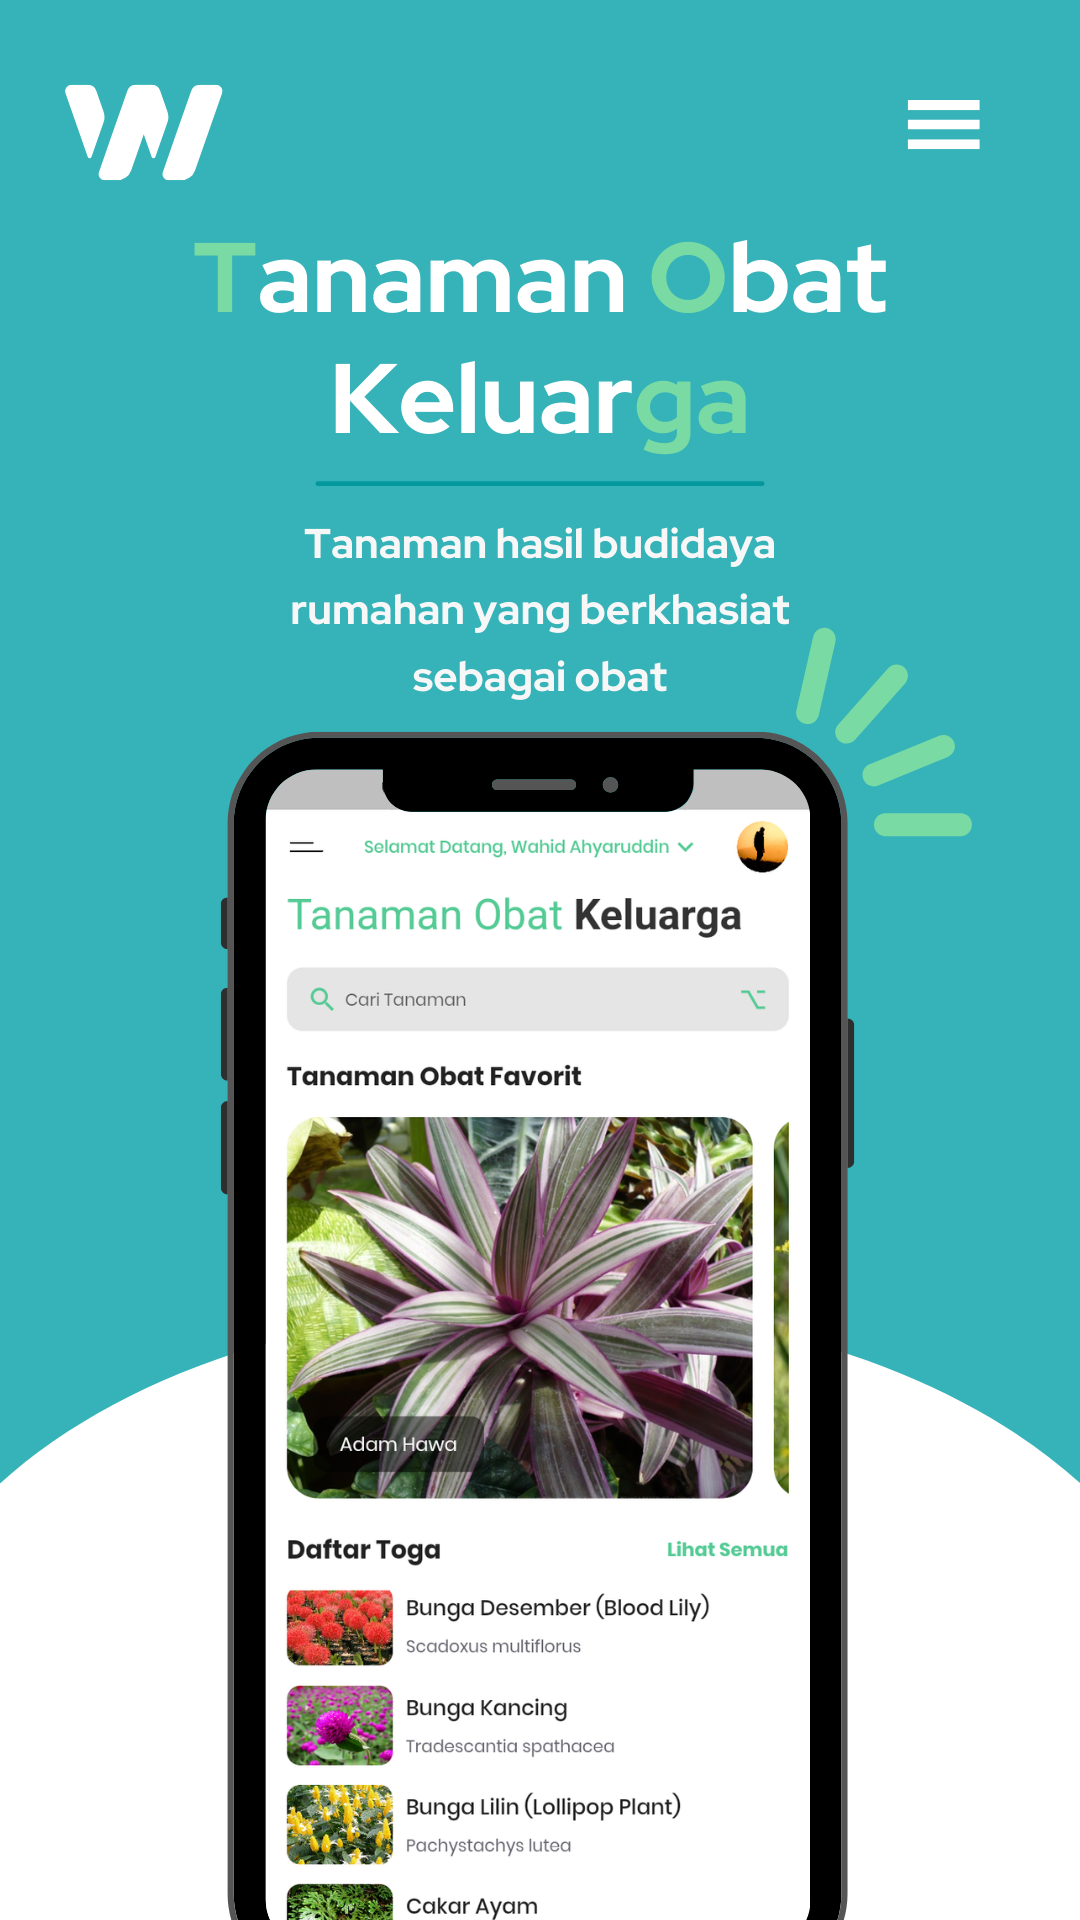 W
Tanaman Obat
Keluarga
Tanaman hasil budidaya
rumahan yang berkhasiat
sebagai obat
Selamat Datang, Wahid Ahyaruddin
Tanaman Obat Keluarga
Cari Tanaman
Tanaman Obat Favorit
Adam Hawa
Daftar Toga
Lihat Semua
Bunga Desember (Blood Lily)
Scadoxus multiflorus
Bunga Kancing
Tradescantia spathacea
Bunga Lilin (Lollipop Plant)
Pachystachys lutea
Cakar Ayam